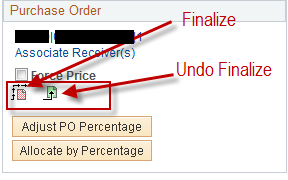 Purchase Order
Finalize
Associate Receiver(s)
Force Price
Undo Finalize
Adjust PO Percentage
Allocate by Percentage